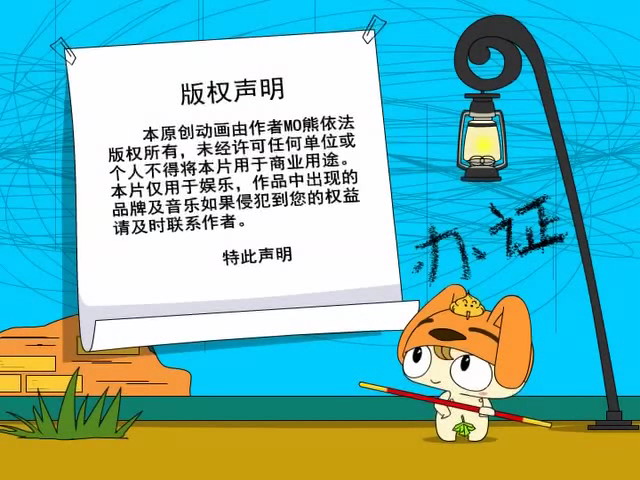 版权声明
本原创动画由作者MO熊依法
版权所有，未经许可任何单位或
个人不得将本片用于商业用途。
本片仅用于娱乐，作品中出现的
品牌及音乐如果侵犯到您的权益
请及时联系作者。
特此声明
办证